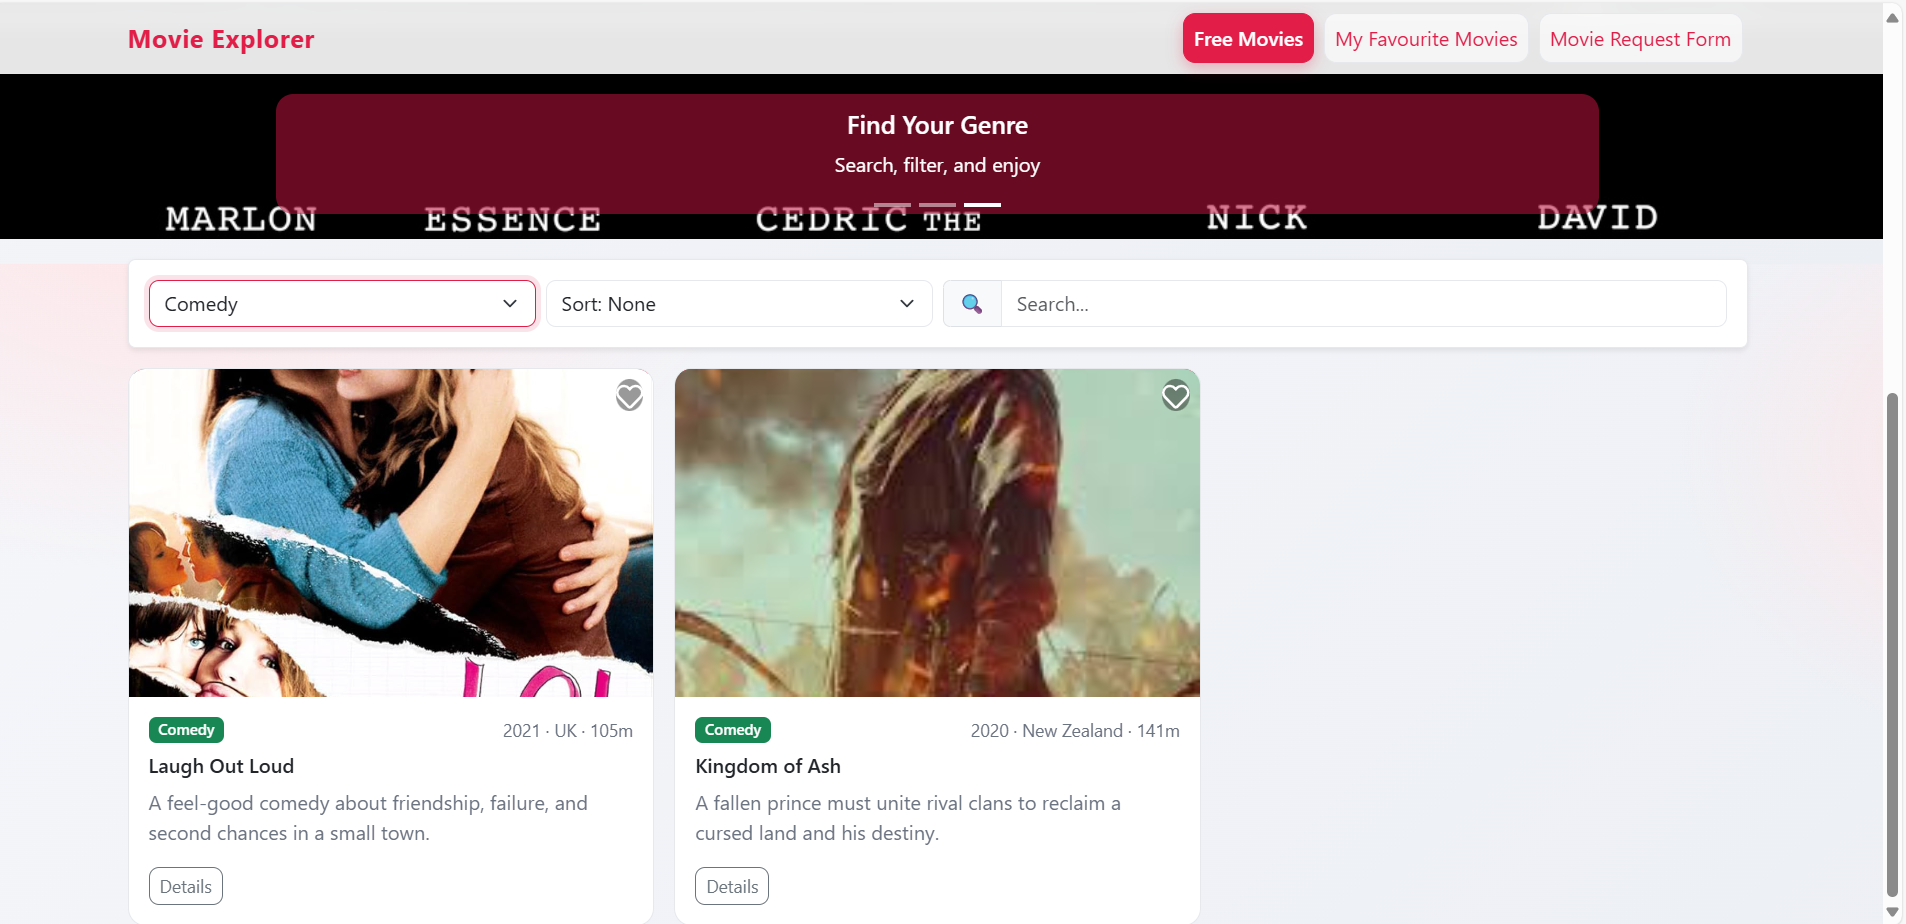 Movie Explorer
Free Movies
My Favourite Movies
Movie Request Form
Find Your Genre
Search, filter, and enjoy
MARLON ESSENCE CEDRIC THE NICK DAVID
Comedy
Sort: None
Search...
LOL
Comedy
2021 · UK · 105m
Laugh Out Loud
A feel-good comedy about friendship, failure, and
second chances in a small town.
Details
Comedy
2020 · New Zealand · 141m
Kingdom of Ash
A fallen prince must unite rival clans to reclaim a
cursed land and his destiny.
Details